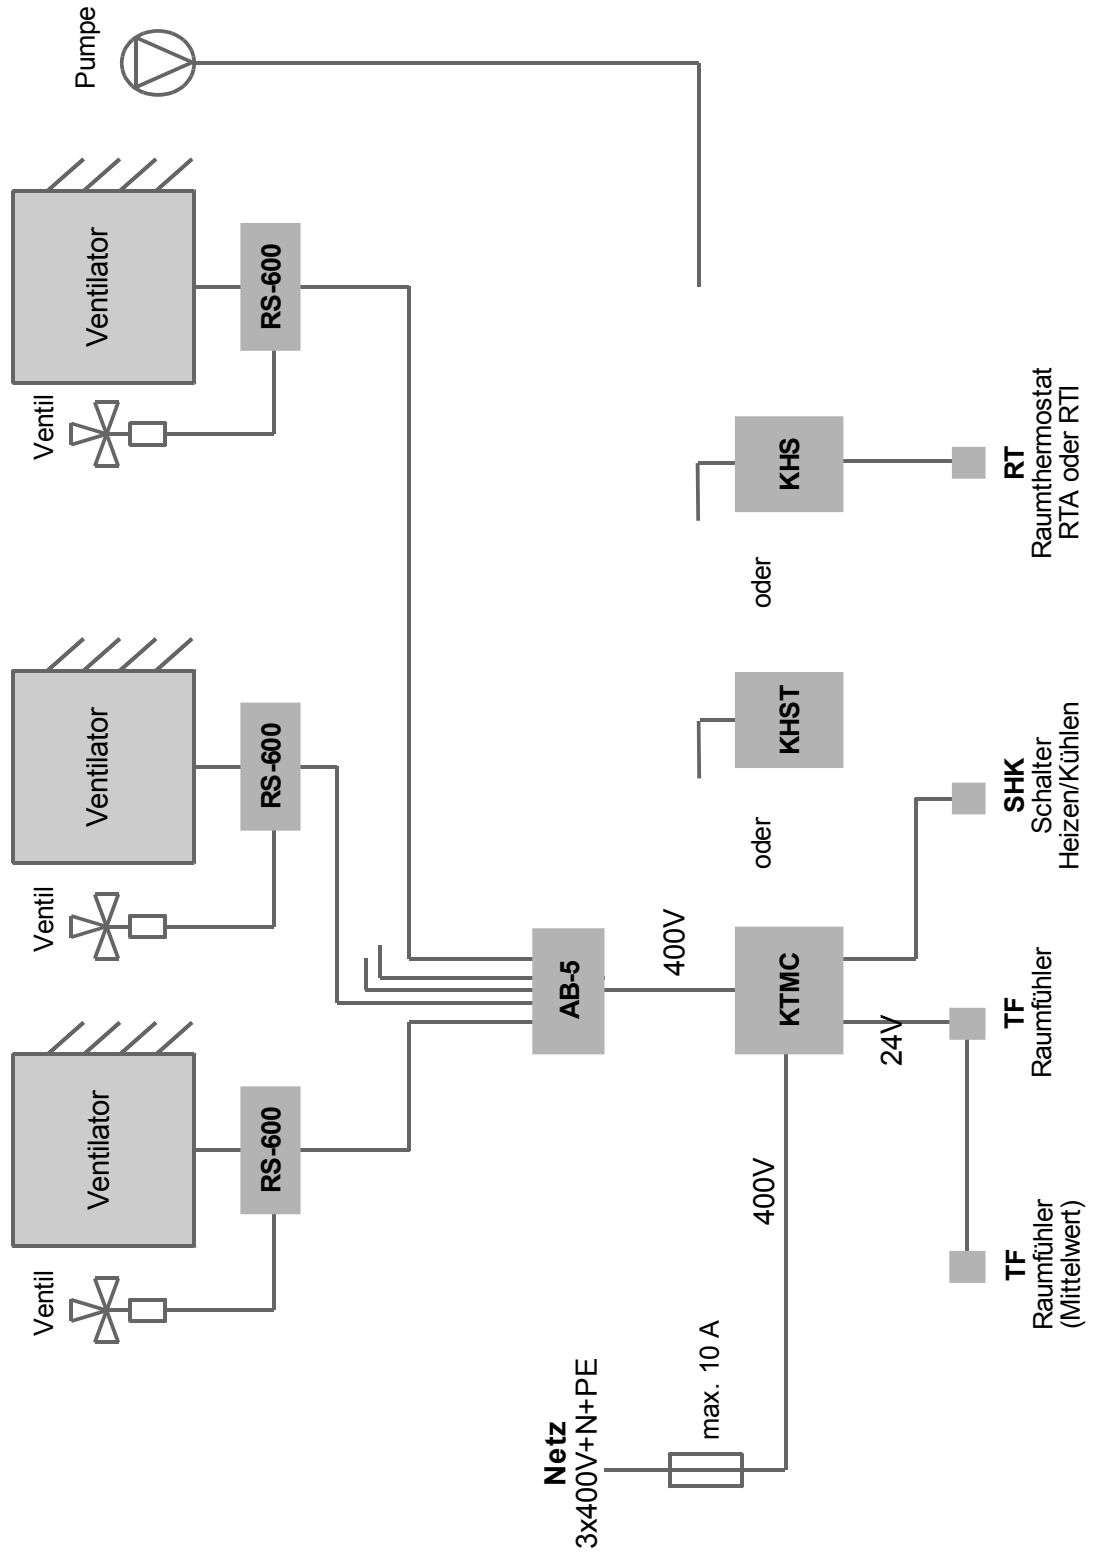 Ventil
Ventilator
Ventil
Ventilator
Ventil
Ventilator
Pumpe
RS-600
RS-600
RS-600
Netz
3x400V+N+PE
AB-5
max. 10 A
400V
400V
KTMC
oder
KHST
oder
KHS
24V
TF
Raumfühler
(Mittelwert)
TF
Raumfühler
SHK
Schalter
Heizen/Kühlen
RT
Raumthermostat
RTA oder RTI